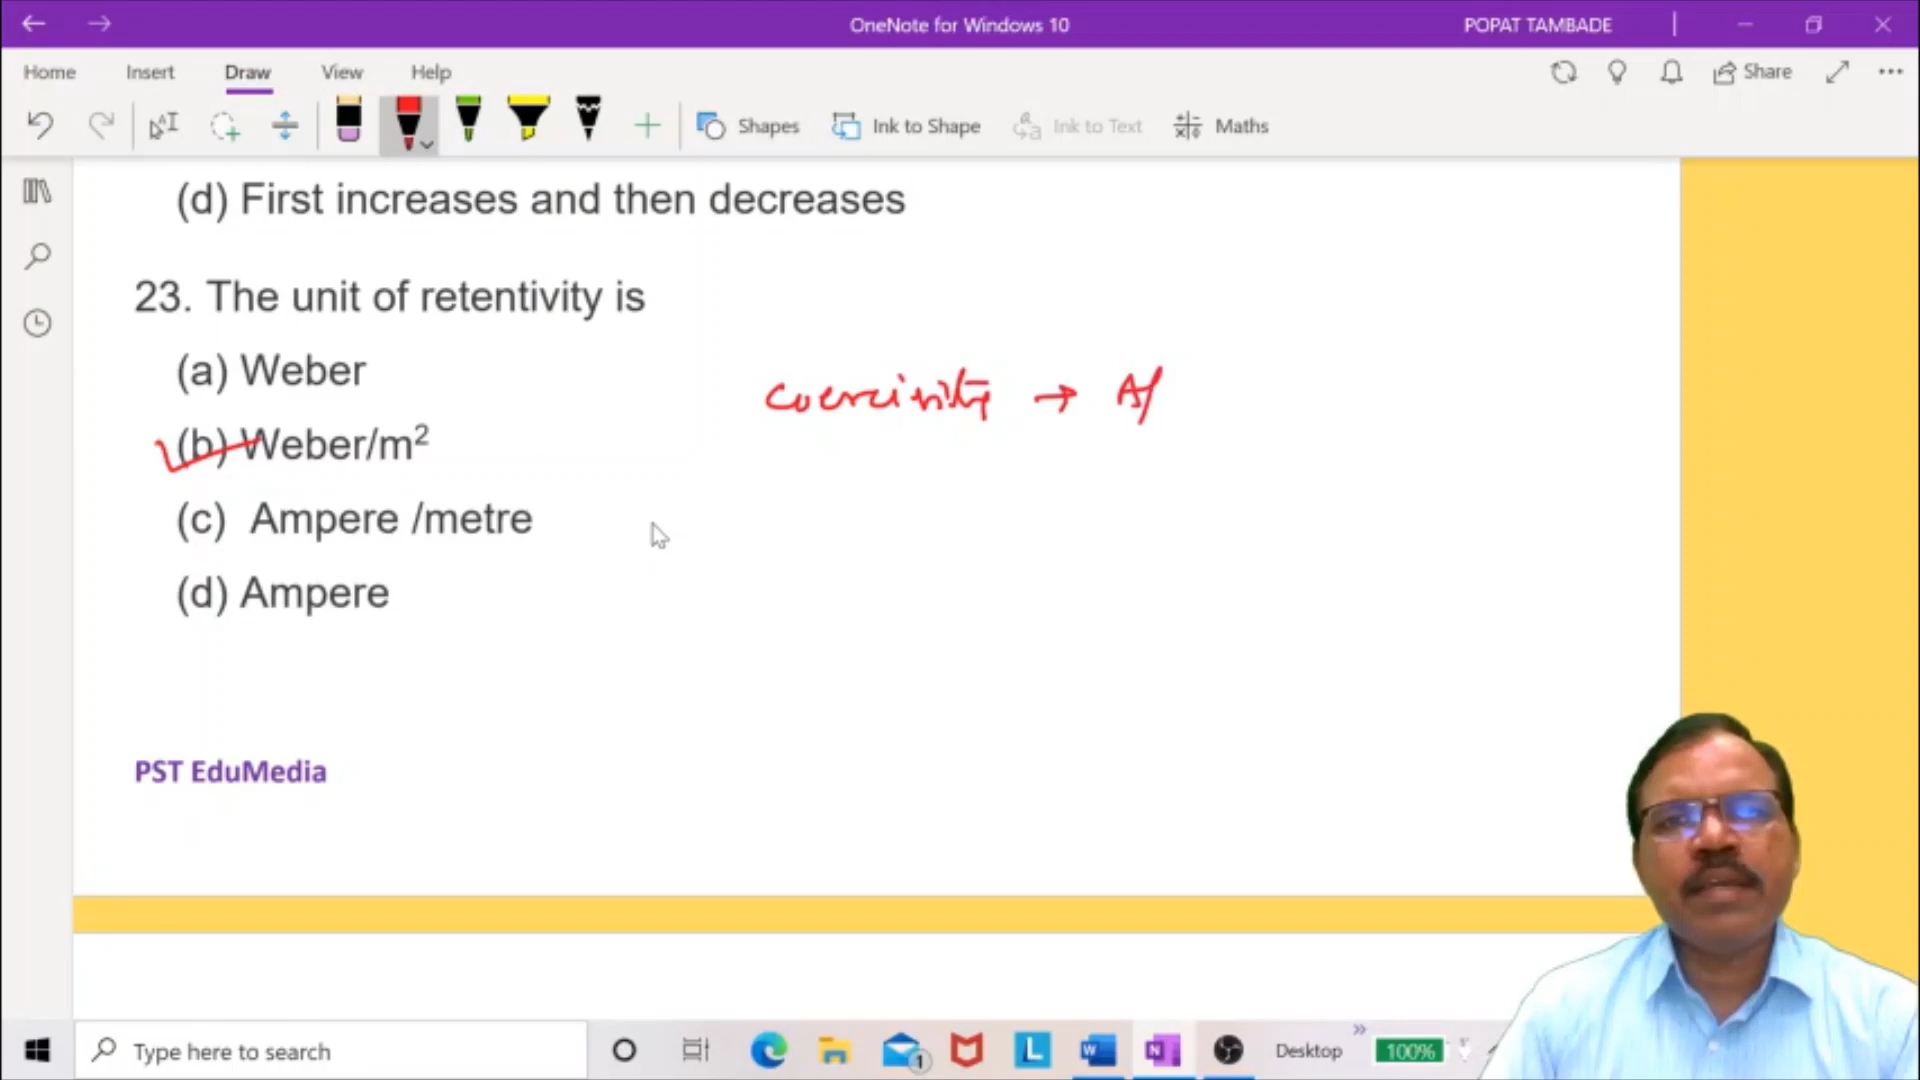 OneNote for Windows 10
POPAT TAMBADE
Home Insert Draw View Help
Share
Shapes Ink to Shape Ink to Text Maths
(d) First increases and then decreases
23. The unit of retentivity is
(a) Weber
coercivity → A/
(b) Weber/m²
(c) Ampere /metre
(d) Ampere
PST EduMedia
Type here to search
1
L
W
N
Desktop
100%